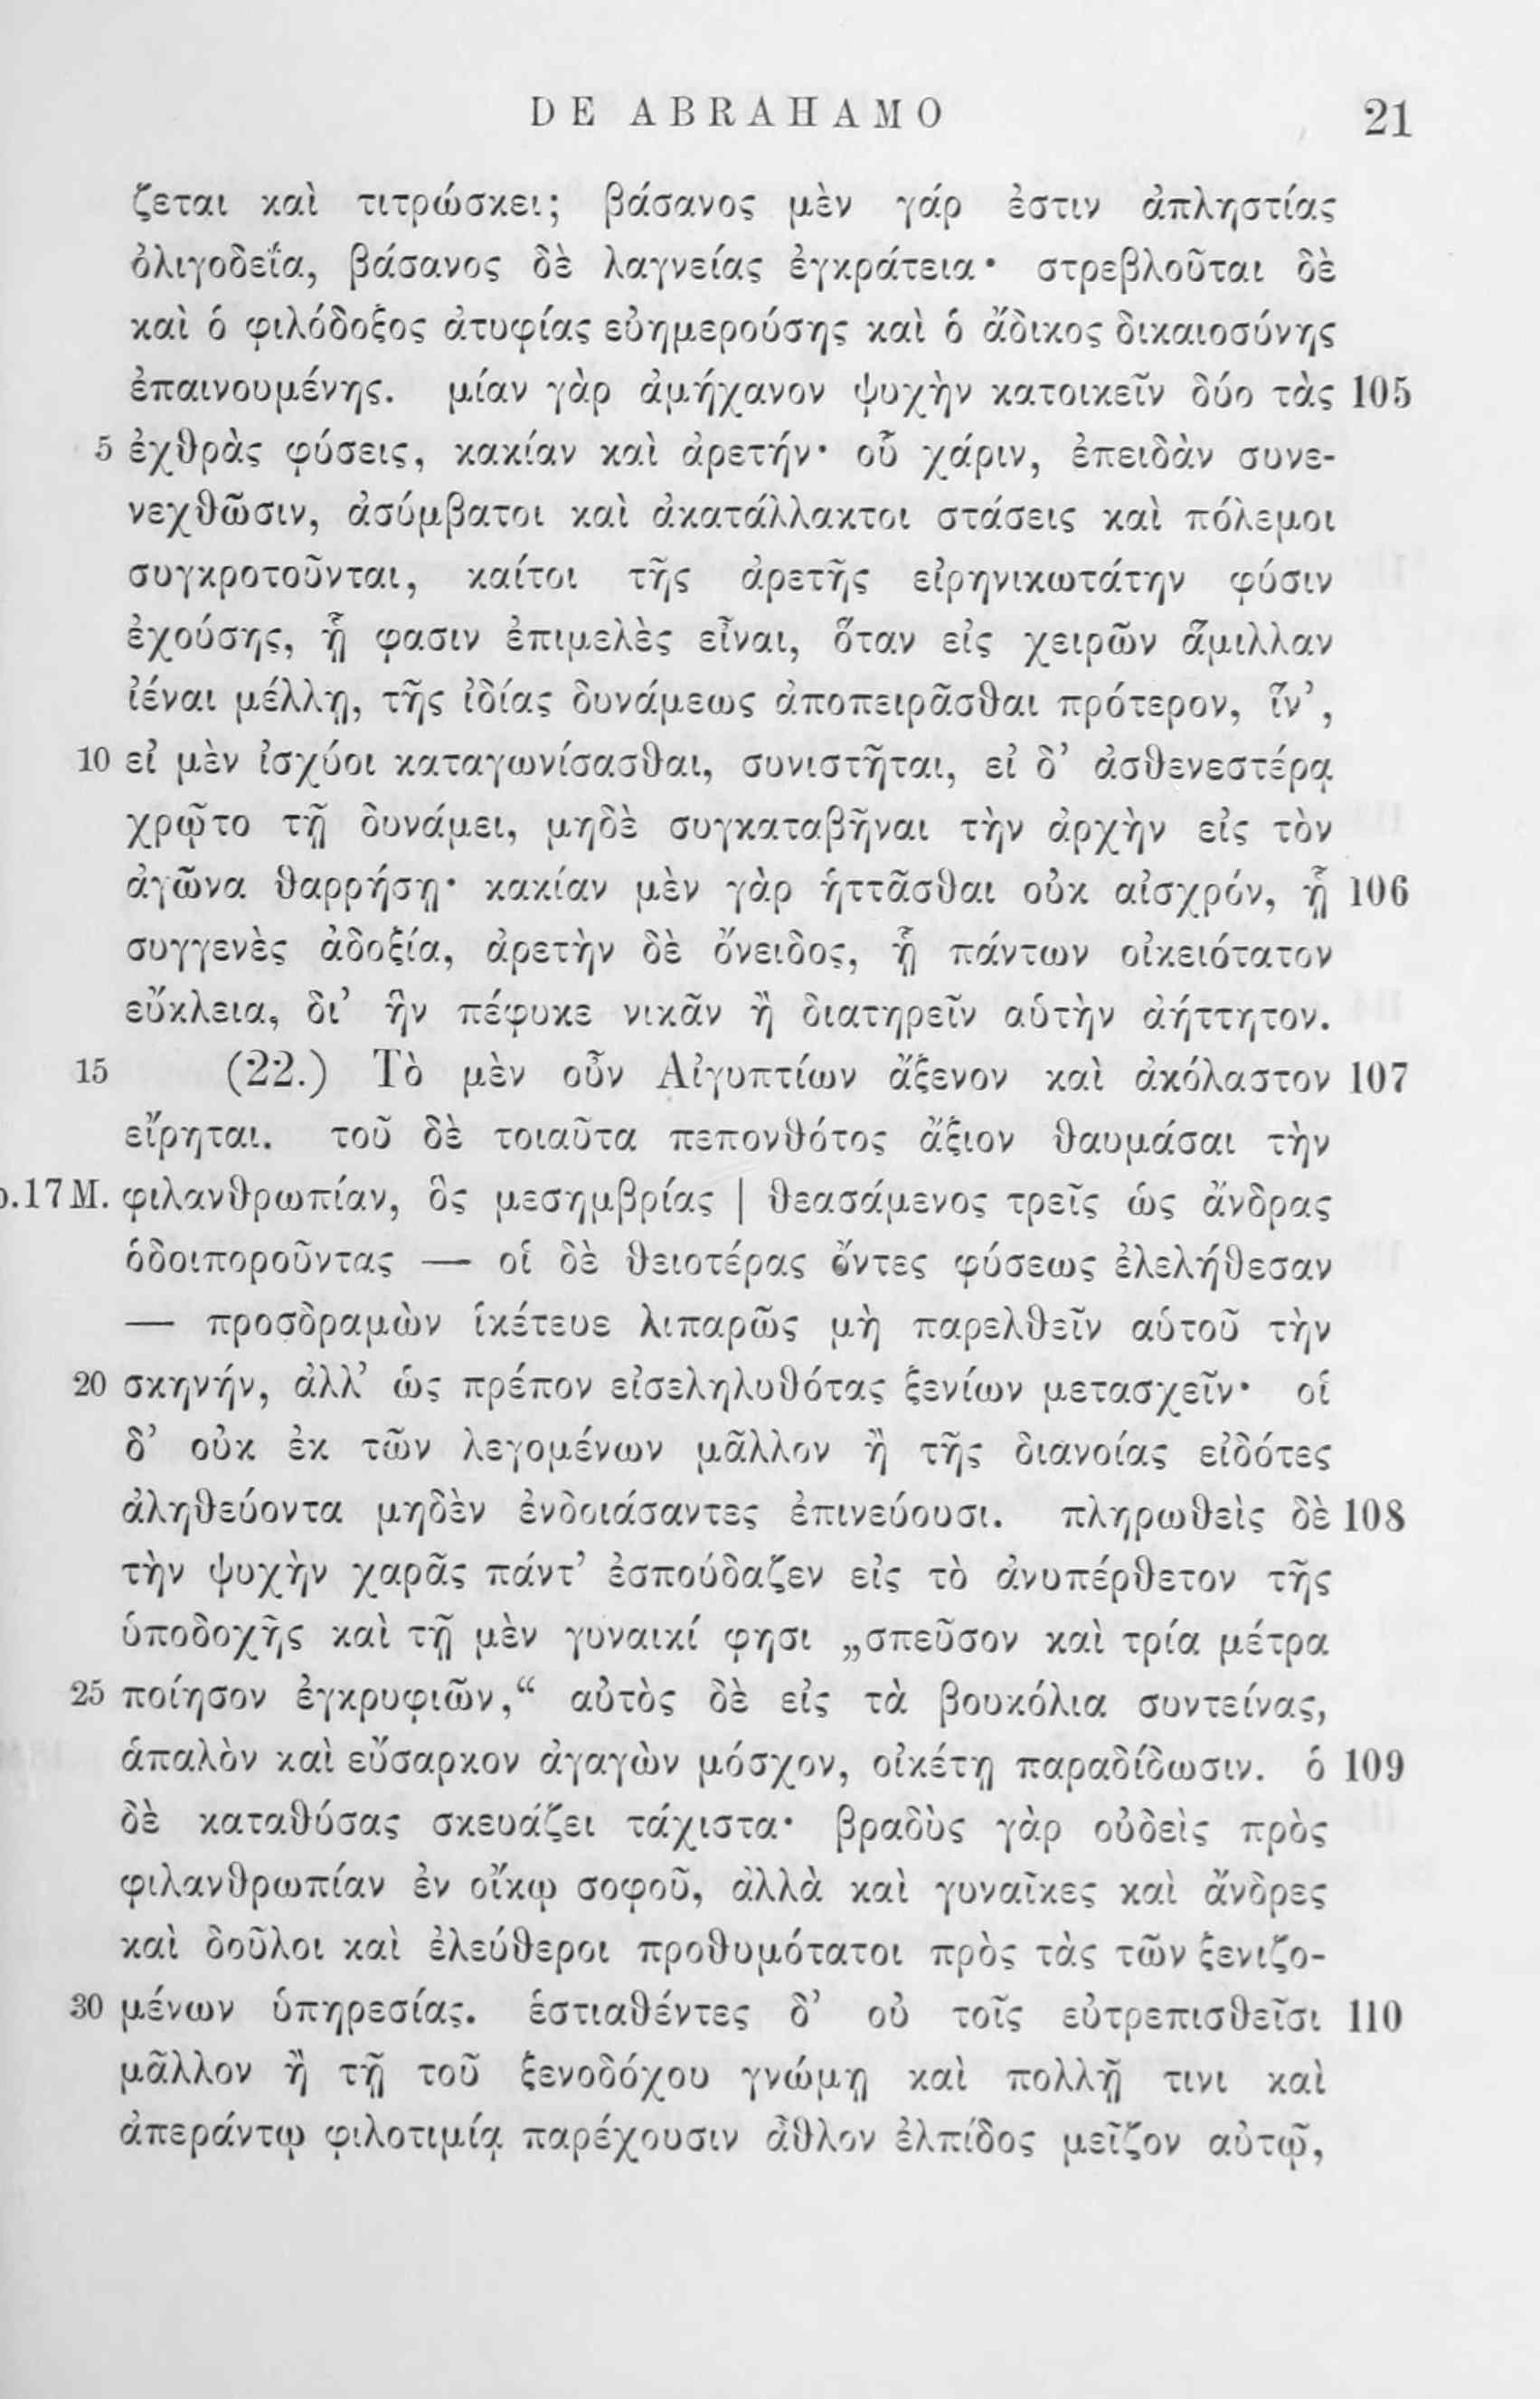 DE ABRAHAMO 21
ζεται καὶ τιτρώσκει; βάσανος μὲν γάρ ἐστιν ἀπληστίας
ὀλιγοδεΐα, βάσανος δὲ λαγνείας ἐγκράτεια· στρεβλοῦται δὲ
καὶ ὁ φιλόδοξος ἀτυφίας εὐημερούσης καὶ ὁ ἄδικος δικαιοσύνης
ἐπαινουμένης. μίαν γὰρ ἀμήχανον ψυχὴν κατοικεῖν δύο τὰς 105
5 ἐχθρὰς φύσεις, κακίαν καὶ ἀρετήν· οὗ χάριν, ἐπειδὰν συνε-
νεχθῶσιν, ἀσύμβατοι καὶ ἀκατάλλακτοι στάσεις καὶ πόλεμοι
συγκροτοῦνται, καίτοι τῆς ἀρετῆς εἰρηνικωτάτην φύσιν
ἐχούσης, ᾗ φασιν ἐπιμελὲς εἶναι, ὅταν εἰς χειρῶν ἅμιλλαν
ἰέναι μέλλῃ, τῆς ἰδίας δυνάμεως ἀποπειρᾶσθαι πρότερον, ἵν’,
10 εἰ μὲν ἰσχύοι καταγωνίσασθαι, συνιστῆται, εἰ δ’ ἀσθενεστέρᾳ
χρῷτο τῇ δυνάμει, μηδὲ συγκαταβῆναι τὴν ἀρχὴν εἰς τὸν
ἀγῶνα θαρρήσῃ· κακίαν μὲν γὰρ ἡττᾶσθαι οὐκ αἰσχρόν, ᾗ 106
συγγενὲς ἀδοξία, ἀρετὴν δὲ ὄνειδος, ᾗ πάντων οἰκειότατον
εὔκλεια, δι’ ἣν πέφυκε νικᾶν ἢ διατηρεῖν αὑτὴν ἀήττητον.
15 (22.) Τὸ μὲν οὖν Αἰγυπτίων ἄξενον καὶ ἀκόλαστον 107
εἴρηται. τοῦ δὲ τοιαῦτα πεπονθότος ἄξιον θαυμάσαι τὴν
p.17 M. φιλανθρωπίαν, ὃς μεσημβρίας | θεασάμενος τρεῖς ὡς ἄνδρας
ὁδοιποροῦντας — οἱ δὲ θειοτέρας ὄντες φύσεως ἐλελήθεσαν
— προσδραμὼν ἱκέτευε λιπαρῶς μὴ παρελθεῖν αὑτοῦ τὴν
20 σκηνήν, ἀλλ’ ὡς πρέπον εἰσεληλυθότας ξενίων μετασχεῖν· οἱ
δ’ οὐκ ἐκ τῶν λεγομένων μᾶλλον ἢ τῆς διανοίας εἰδότες
ἀληθεύοντα μηδὲν ἐνδοιάσαντες ἐπινεύουσι. πληρωθεὶς δὲ 108
τὴν ψυχὴν χαρᾶς πάντ’ ἐσπούδαζεν εἰς τὸ ἀνυπέρθετον τῆς
ὑποδοχῆς καὶ τῇ μὲν γυναικί φησι „σπεῦσον καὶ τρία μέτρα
25 ποίησον ἐγκρυφιῶν,“ αὐτὸς δὲ εἰς τὰ βουκόλια συντείνας,
ἁπαλὸν καὶ εὔσαρκον ἀγαγὼν μόσχον, οἰκέτῃ παραδίδωσιν. ὁ 109
δὲ καταθύσας σκευάζει τάχιστα· βραδὺς γὰρ οὐδεὶς πρὸς
φιλανθρωπίαν ἐν οἴκῳ σοφοῦ, ἀλλὰ καὶ γυναῖκες καὶ ἄνδρες
καὶ δοῦλοι καὶ ἐλεύθεροι προθυμότατοι πρὸς τὰς τῶν ξενιζο-
30 μένων ὑπηρεσίας. ἑστιαθέντες δ’ οὐ τοῖς εὐτρεπισθεῖσι 110
μᾶλλον ἢ τῇ τοῦ ξενοδόχου γνώμῃ καὶ πολλῇ τινι καὶ
ἀπεράντῳ φιλοτιμίᾳ παρέχουσιν ἆθλον ἐλπίδος μεῖζον αὐτῷ,